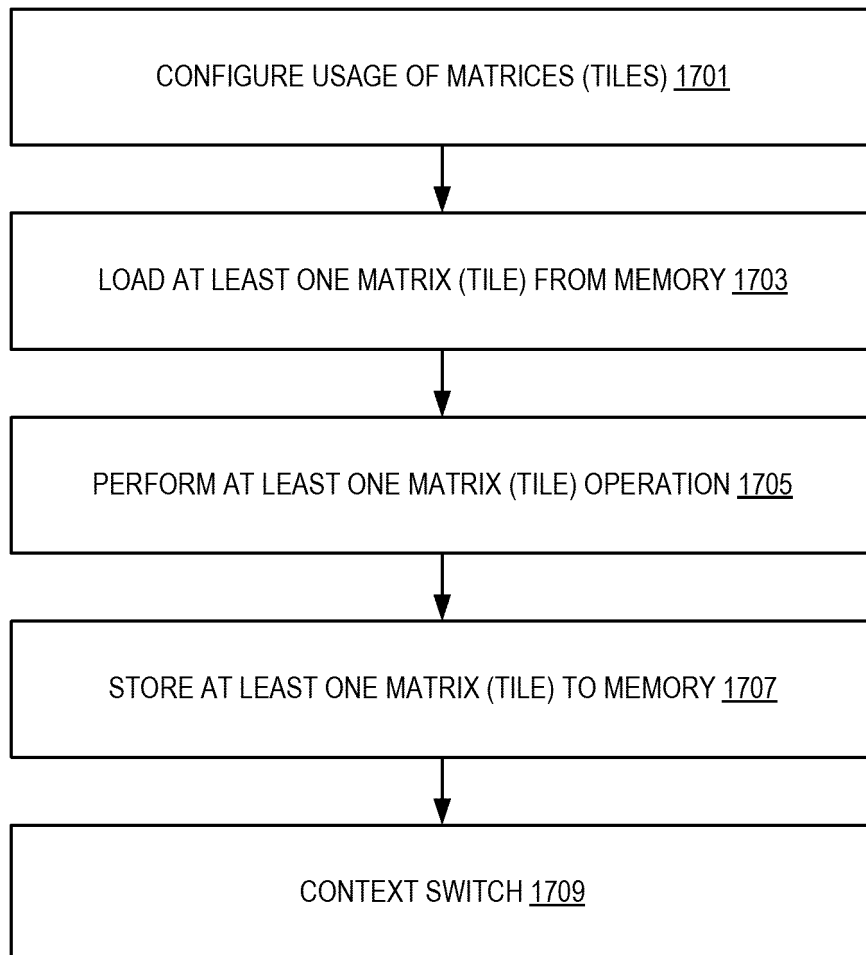 CONFIGURE USAGE OF MATRICES (TILES) 1701
LOAD AT LEAST ONE MATRIX (TILE) FROM MEMORY 1703
PERFORM AT LEAST ONE MATRIX (TILE) OPERATION 1705
STORE AT LEAST ONE MATRIX (TILE) TO MEMORY 1707
CONTEXT SWITCH 1709